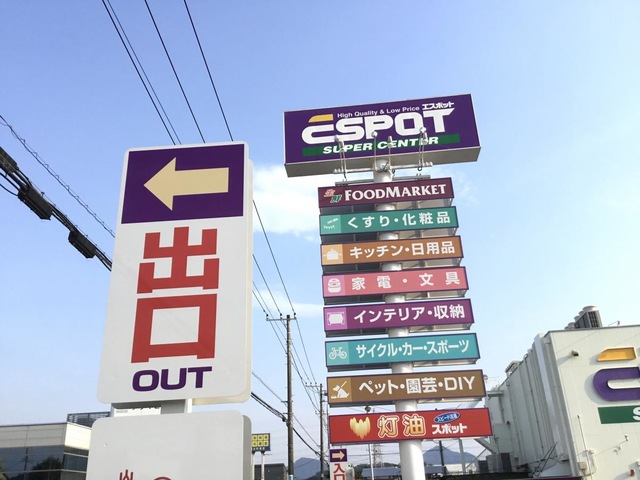 出口
OUT
High Quality & Low Price エスポット
ESPOT
SUPER CENTER
FOODMARKET
くすり・化粧品
キッチン・日用品
家電・文具
インテリア・収納
サイクル・カー・スポーツ
ペット・園芸・DIY
灯油
スポット
入口